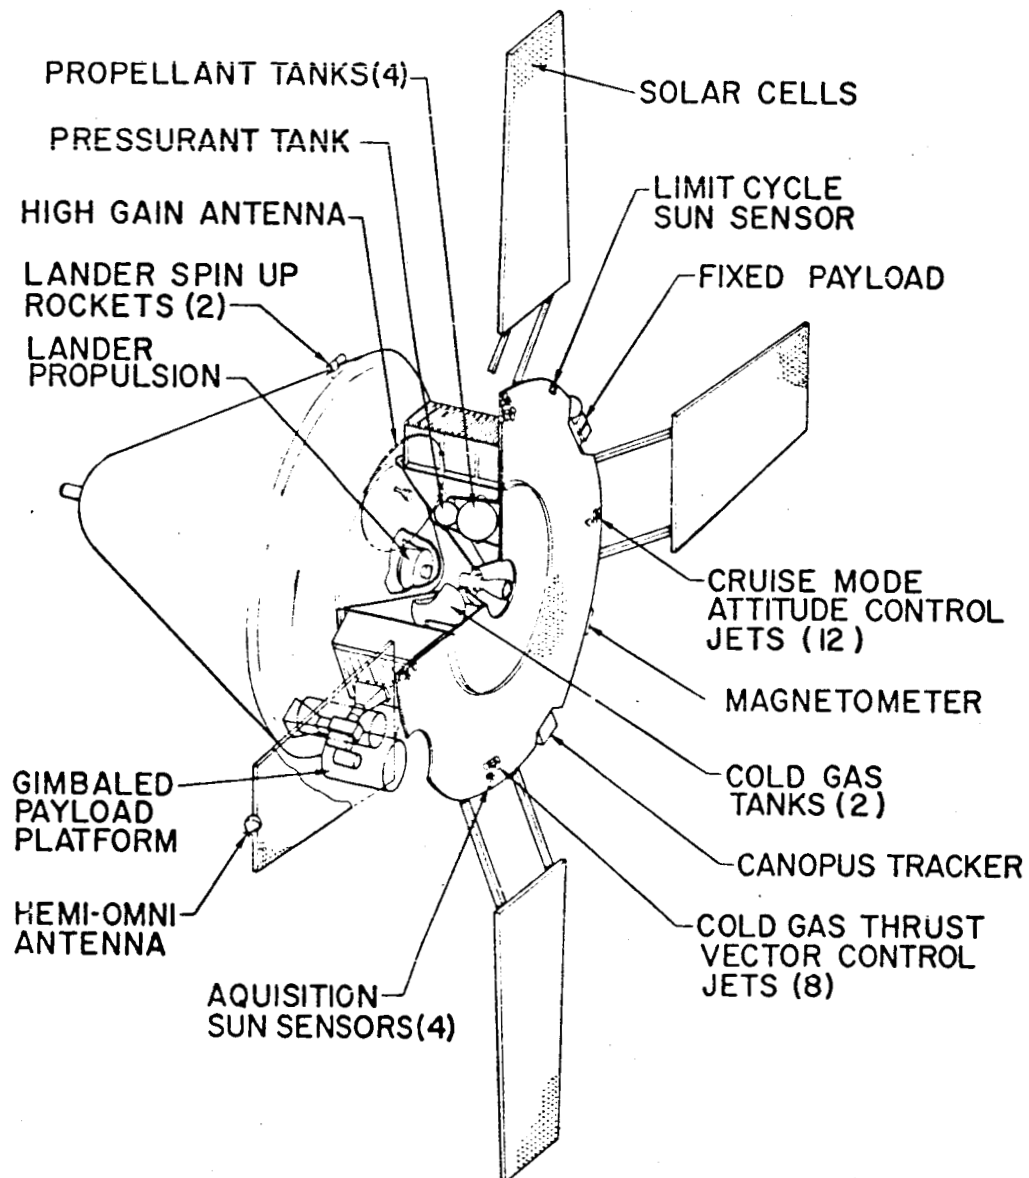 PROPELLANT TANKS(4)
PRESSURANT TANK
HIGH GAIN ANTENNA
LANDER SPIN UP
ROCKETS (2)
LANDER
PROPULSION
SOLAR CELLS
LIMIT CYCLE
SUN SENSOR
FIXED PAYLOAD
CRUISE MODE
ATTITUDE CONTROL
JETS (12)
MAGNETOMETER
COLD GAS
TANKS (2)
CANOPUS TRACKER
COLD GAS THRUST
VECTOR CONTROL
JETS (8)
GIMBALED
PAYLOAD
PLATFORM
HEMI-OMNI
ANTENNA
AQUISITION
SUN SENSORS(4)